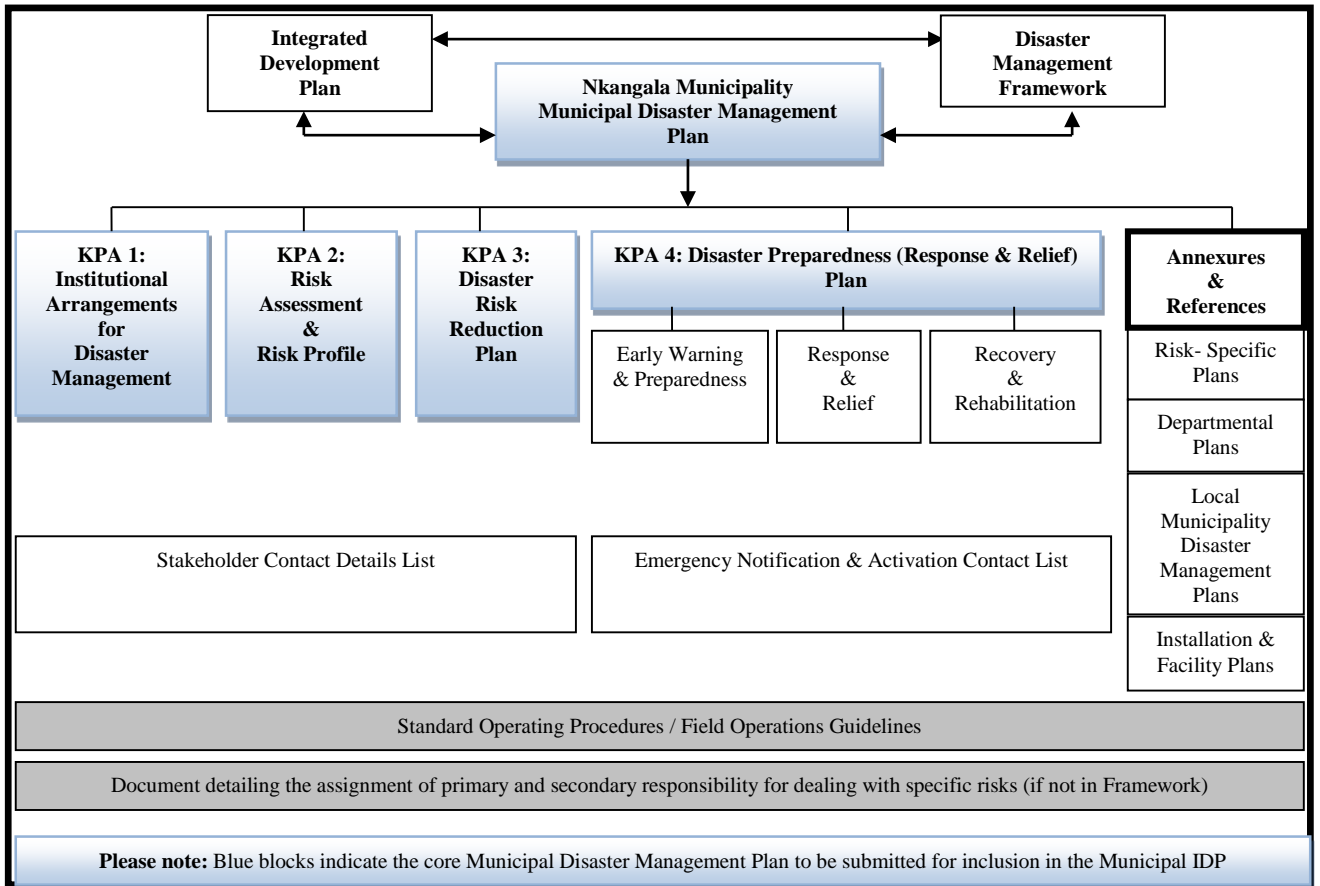 Integrated
Development
Plan
Disaster
Management
Framework
Nkangala Municipality
Municipal Disaster Management
Plan
KPA 1:
Institutional
Arrangements
for
Disaster
Management
KPA 2:
Risk
Assessment
&
Risk Profile
KPA 3:
Disaster
Risk
Reduction
Plan
KPA 4: Disaster Preparedness (Response & Relief)
Plan
Early Warning
& Preparedness
Response
&
Relief
Recovery
&
Rehabilitation
Annexures
&
References
Risk- Specific
Plans
Departmental
Plans
Local
Municipality
Disaster
Management
Plans
Installation &
Facility Plans
Stakeholder Contact Details List
Emergency Notification & Activation Contact List
Standard Operating Procedures / Field Operations Guidelines
Document detailing the assignment of primary and secondary responsibility for dealing with specific risks (if not in Framework)
Please note: Blue blocks indicate the core Municipal Disaster Management Plan to be submitted for inclusion in the Municipal IDP